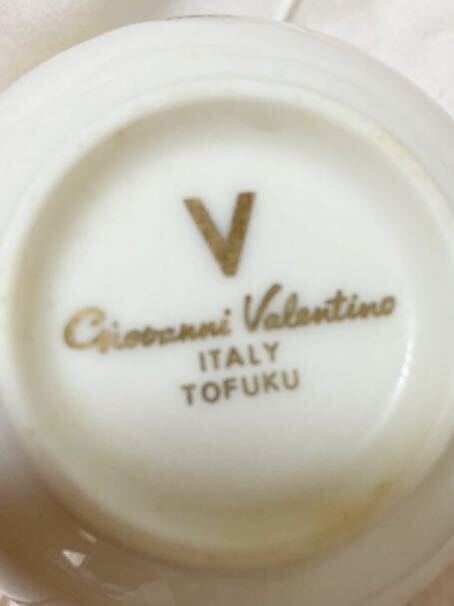 V
Giovanni Valentino
ITALY
TOFUKU